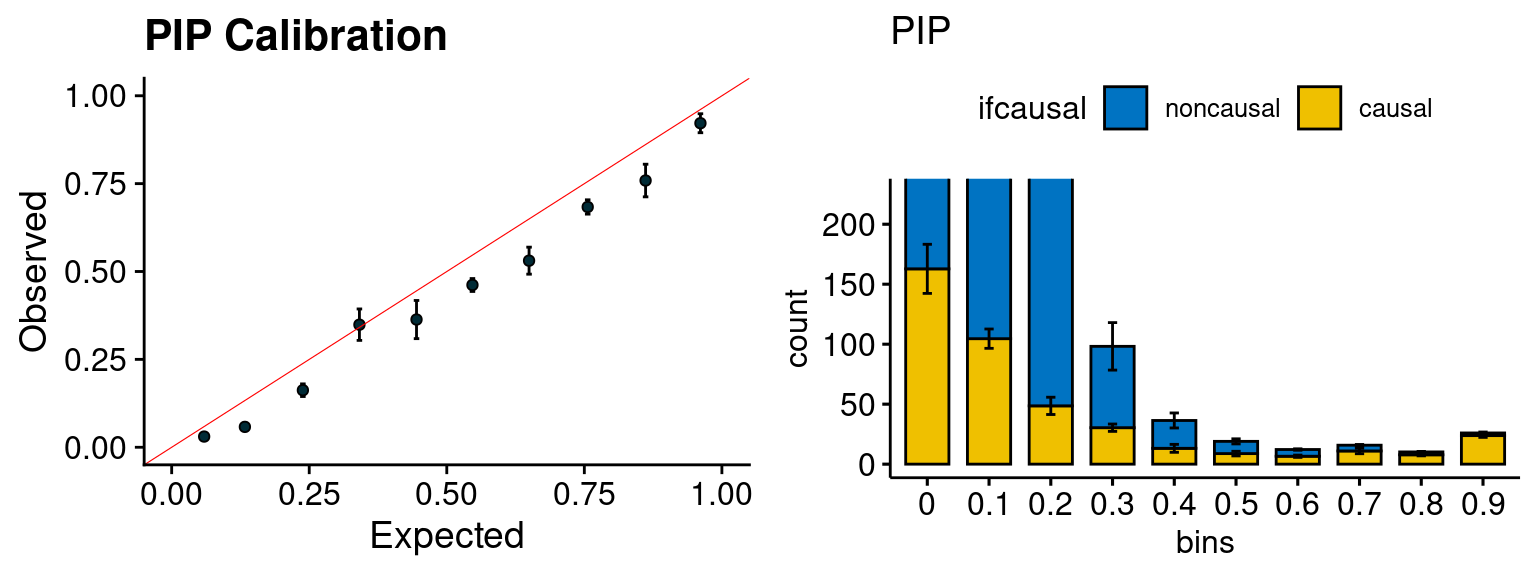 PIP Calibration
1.00
0.75
0.50
0.25
0.00
Observed
0.00 0.25 0.50 0.75 1.00
Expected
PIP
ifcausal noncausal causal
200
150
100
50
0
count
0 0.1 0.2 0.3 0.4 0.5 0.6 0.7 0.8 0.9
bins